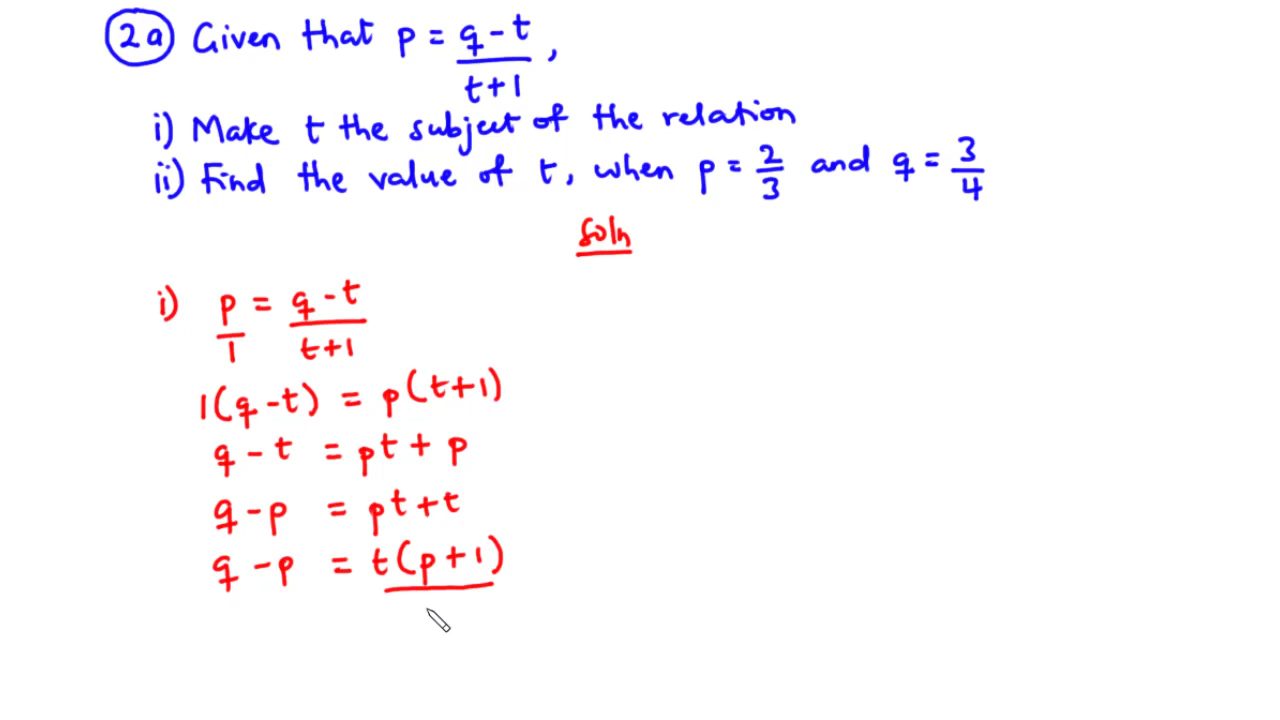 2a Given that p = (q - t)/(t + 1),
i) Make t the subject of the relation
ii) Find the value of t, when p = 2/3 and q = 3/4
Soln
i) p/1 = (q - t)/(t + 1)
1(q - t) = p(t + 1)
q - t = pt + p
q - p = pt + t
q - p = t(p + 1)